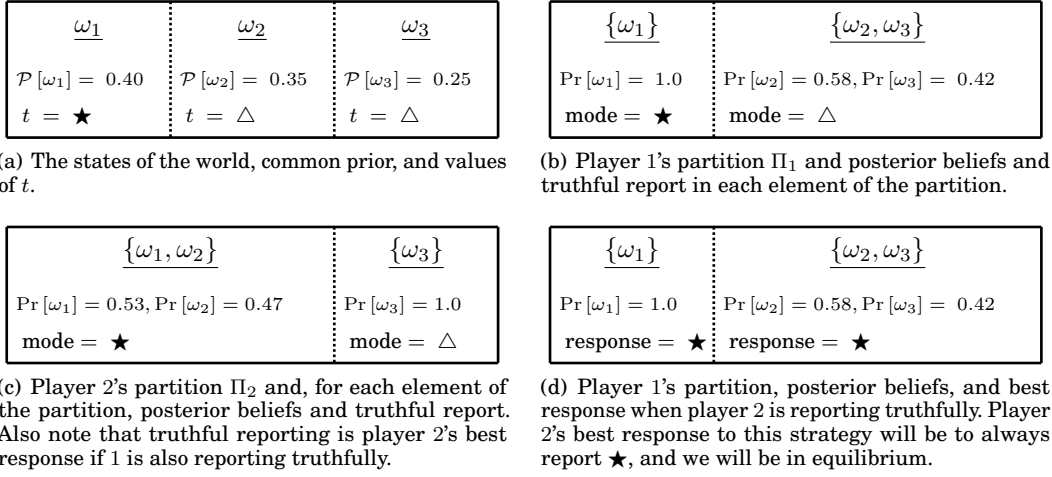 ω1 ω2 ω3
𝒫 [ω1] = 0.40 𝒫 [ω2] = 0.35 𝒫 [ω3] = 0.25
t = ★ t = △ t = △
(a) The states of the world, common prior, and values
of t.
{ω1} {ω2, ω3}
Pr [ω1] = 1.0 Pr [ω2] = 0.58, Pr [ω3] = 0.42
mode = ★ mode = △
(b) Player 1's partition Π1 and posterior beliefs and
truthful report in each element of the partition.
{ω1, ω2} {ω3}
Pr [ω1] = 0.53, Pr [ω2] = 0.47 Pr [ω3] = 1.0
mode = ★ mode = △
(c) Player 2's partition Π2 and, for each element of
the partition, posterior beliefs and truthful report.
Also note that truthful reporting is player 2's best
response if 1 is also reporting truthfully.
{ω1} {ω2, ω3}
Pr [ω1] = 1.0 Pr [ω2] = 0.58, Pr [ω3] = 0.42
response = ★ response = ★
(d) Player 1's partition, posterior beliefs, and best
response when player 2 is reporting truthfully. Player
2's best response to this strategy will be to always
report ★, and we will be in equilibrium.